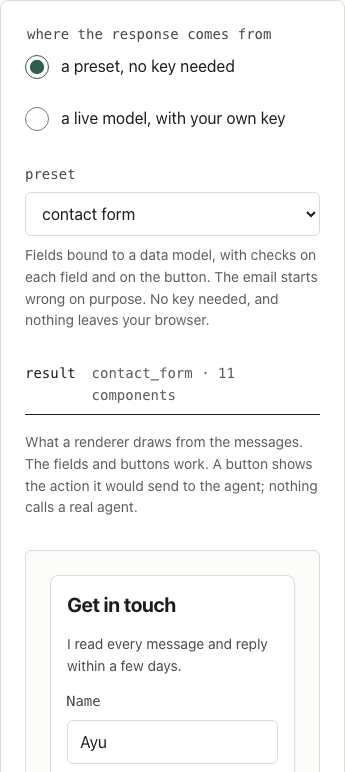 where the response comes from
a preset, no key needed
a live model, with your own key
preset
contact form
Fields bound to a data model, with checks on
each field and on the button. The email starts
wrong on purpose. No key needed, and
nothing leaves your browser.
result contact_form · 11
components
What a renderer draws from the messages.
The fields and buttons work. A button shows
the action it would send to the agent; nothing
calls a real agent.
Get in touch
I read every message and reply
within a few days.
Name
Ayu